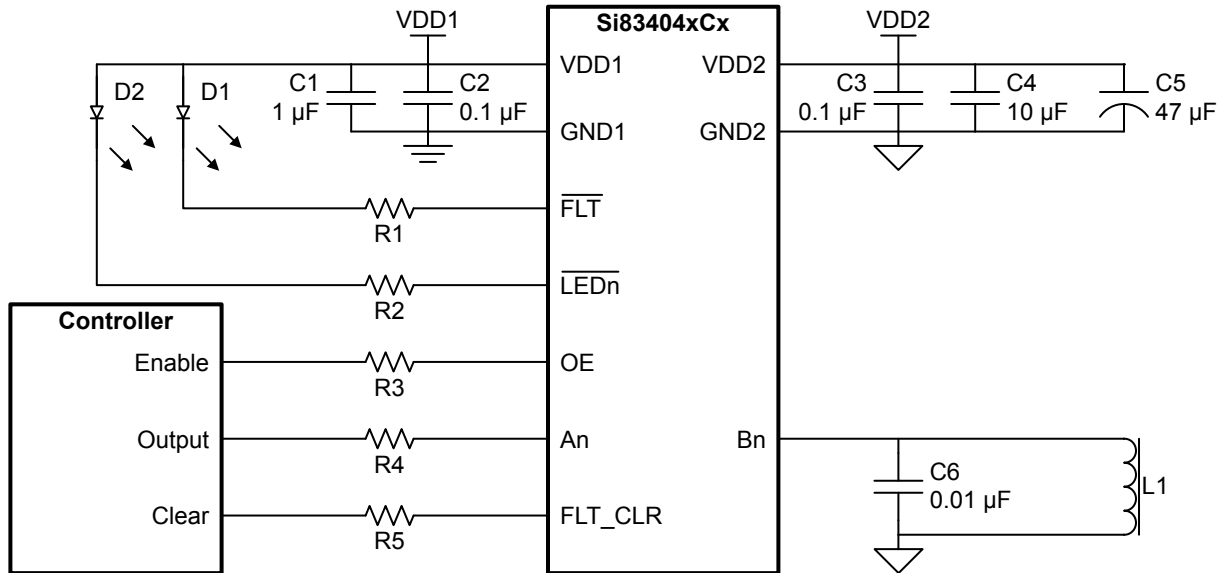 Si83404xCx
VDD1
VDD2
VDD1
VDD2
D2
D1
C1
1 µF
C2
0.1 µF
C3
0.1 µF
C4
10 µF
C5
47 µF
GND1
GND2
FLT
R1
LEDn
R2
Controller
Enable
R3
OE
Output
R4
An
Bn
C6
0.01 µF
L1
Clear
R5
FLT_CLR